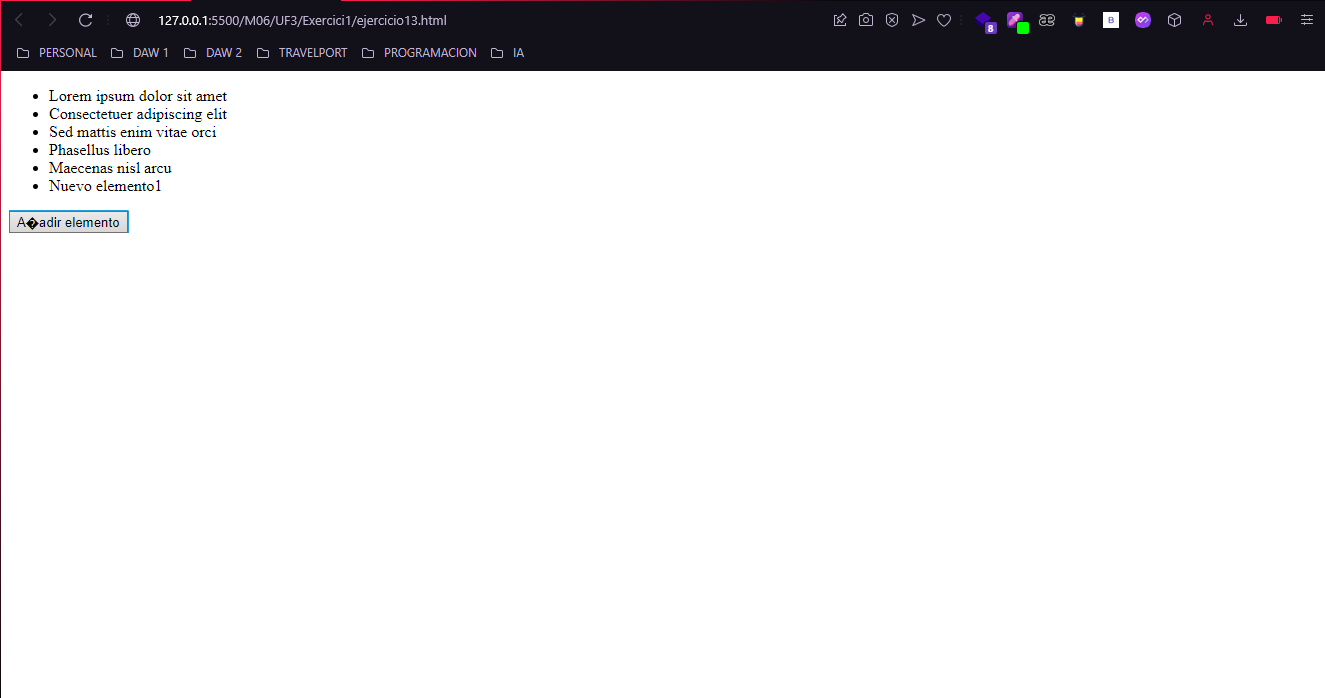 127.0.0.1:5500/M06/UF3/Exercici1/ejercicio13.html
8
B
PERSONAL DAW 1 DAW 2 TRAVELPORT PROGRAMACION IA
Lorem ipsum dolor sit amet
Consectetuer adipiscing elit
Sed mattis enim vitae orci
Phasellus libero
Maecenas nisl arcu
Nuevo elemento1
A�adir elemento